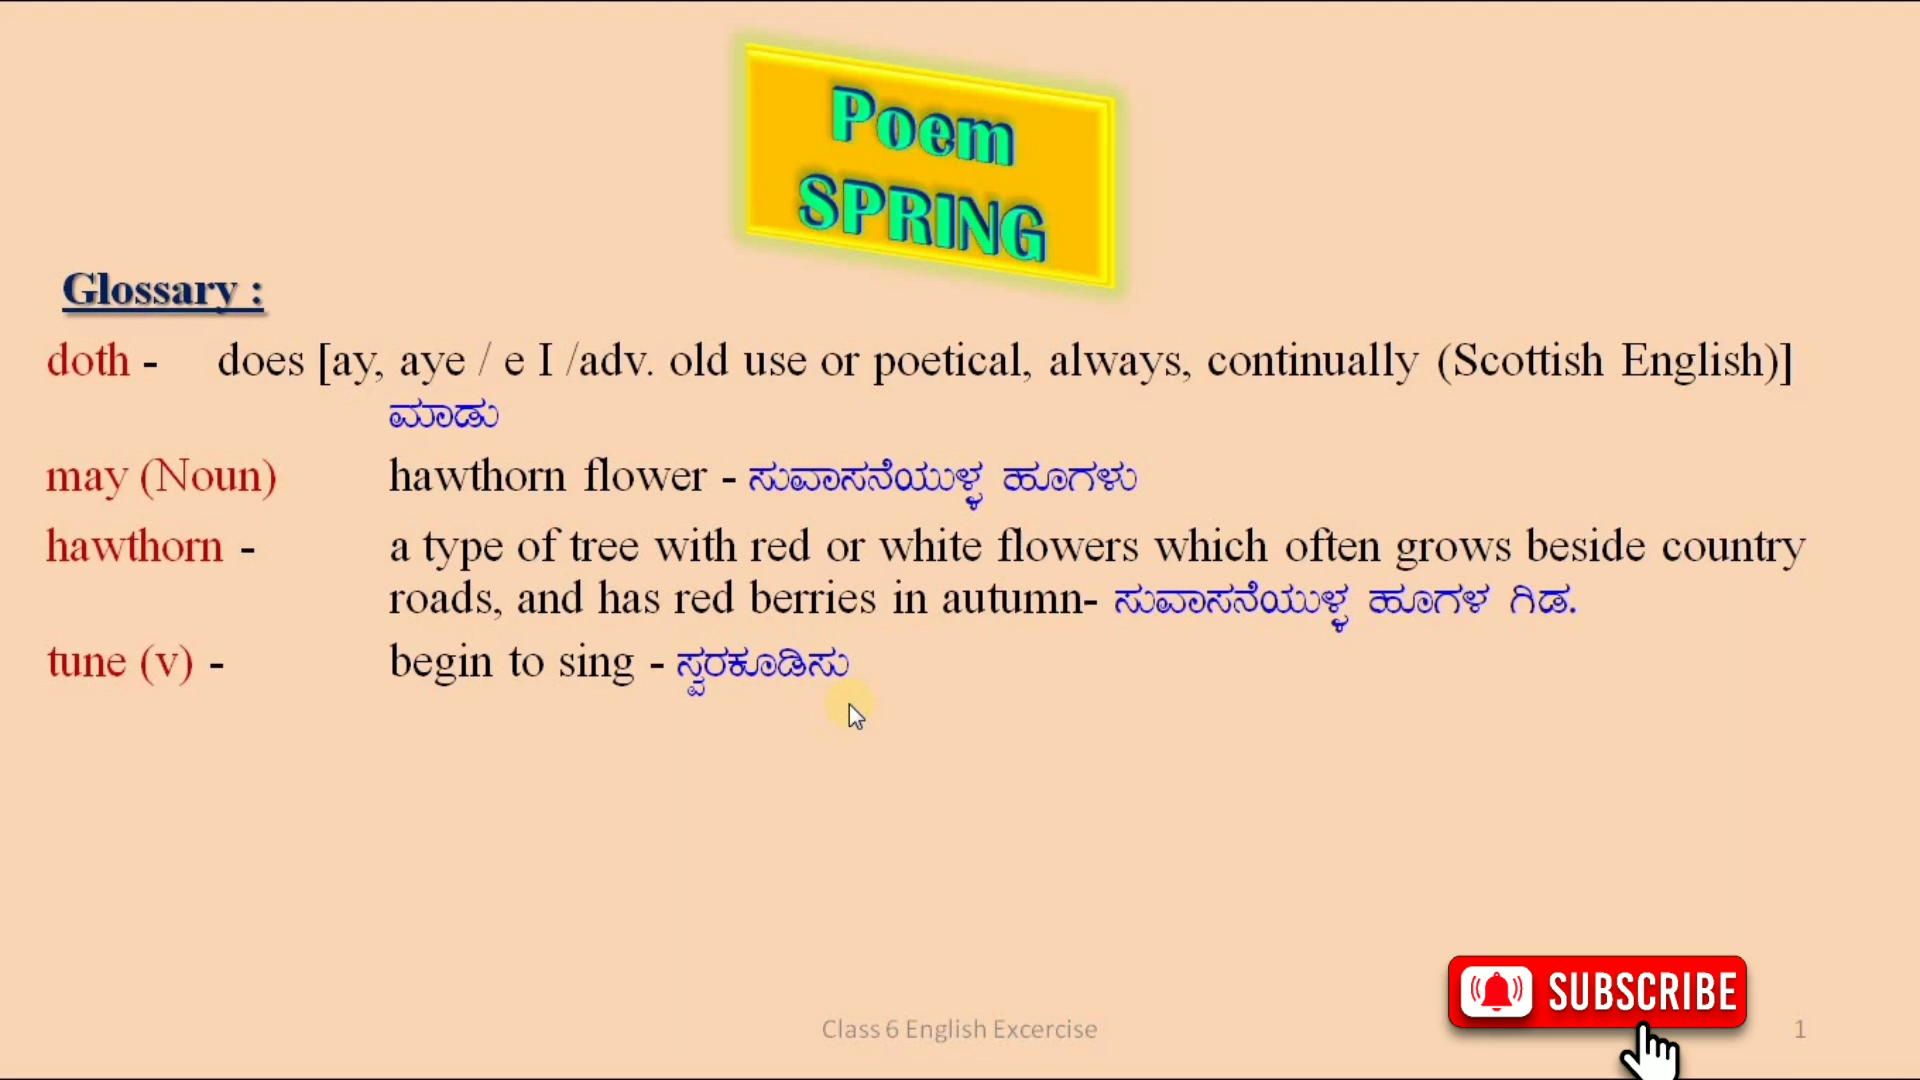 Poem
SPRING
Glossary :
doth - does [ay, aye / e I /adv. old use or poetical, always, continually (Scottish English)]
ಮಾಡು
may (Noun) hawthorn flower - ಸುವಾಸನೆಯುಳ್ಳ ಹೂಗಳು
hawthorn - a type of tree with red or white flowers which often grows beside country
roads, and has red berries in autumn- ಸುವಾಸನೆಯುಳ್ಳ ಹೂಗಳ ಗಿಡ.
tune (v) - begin to sing - ಸ್ವರಕೂಡಿಸು
SUBSCRIBE
Class 6 English Excercise 1